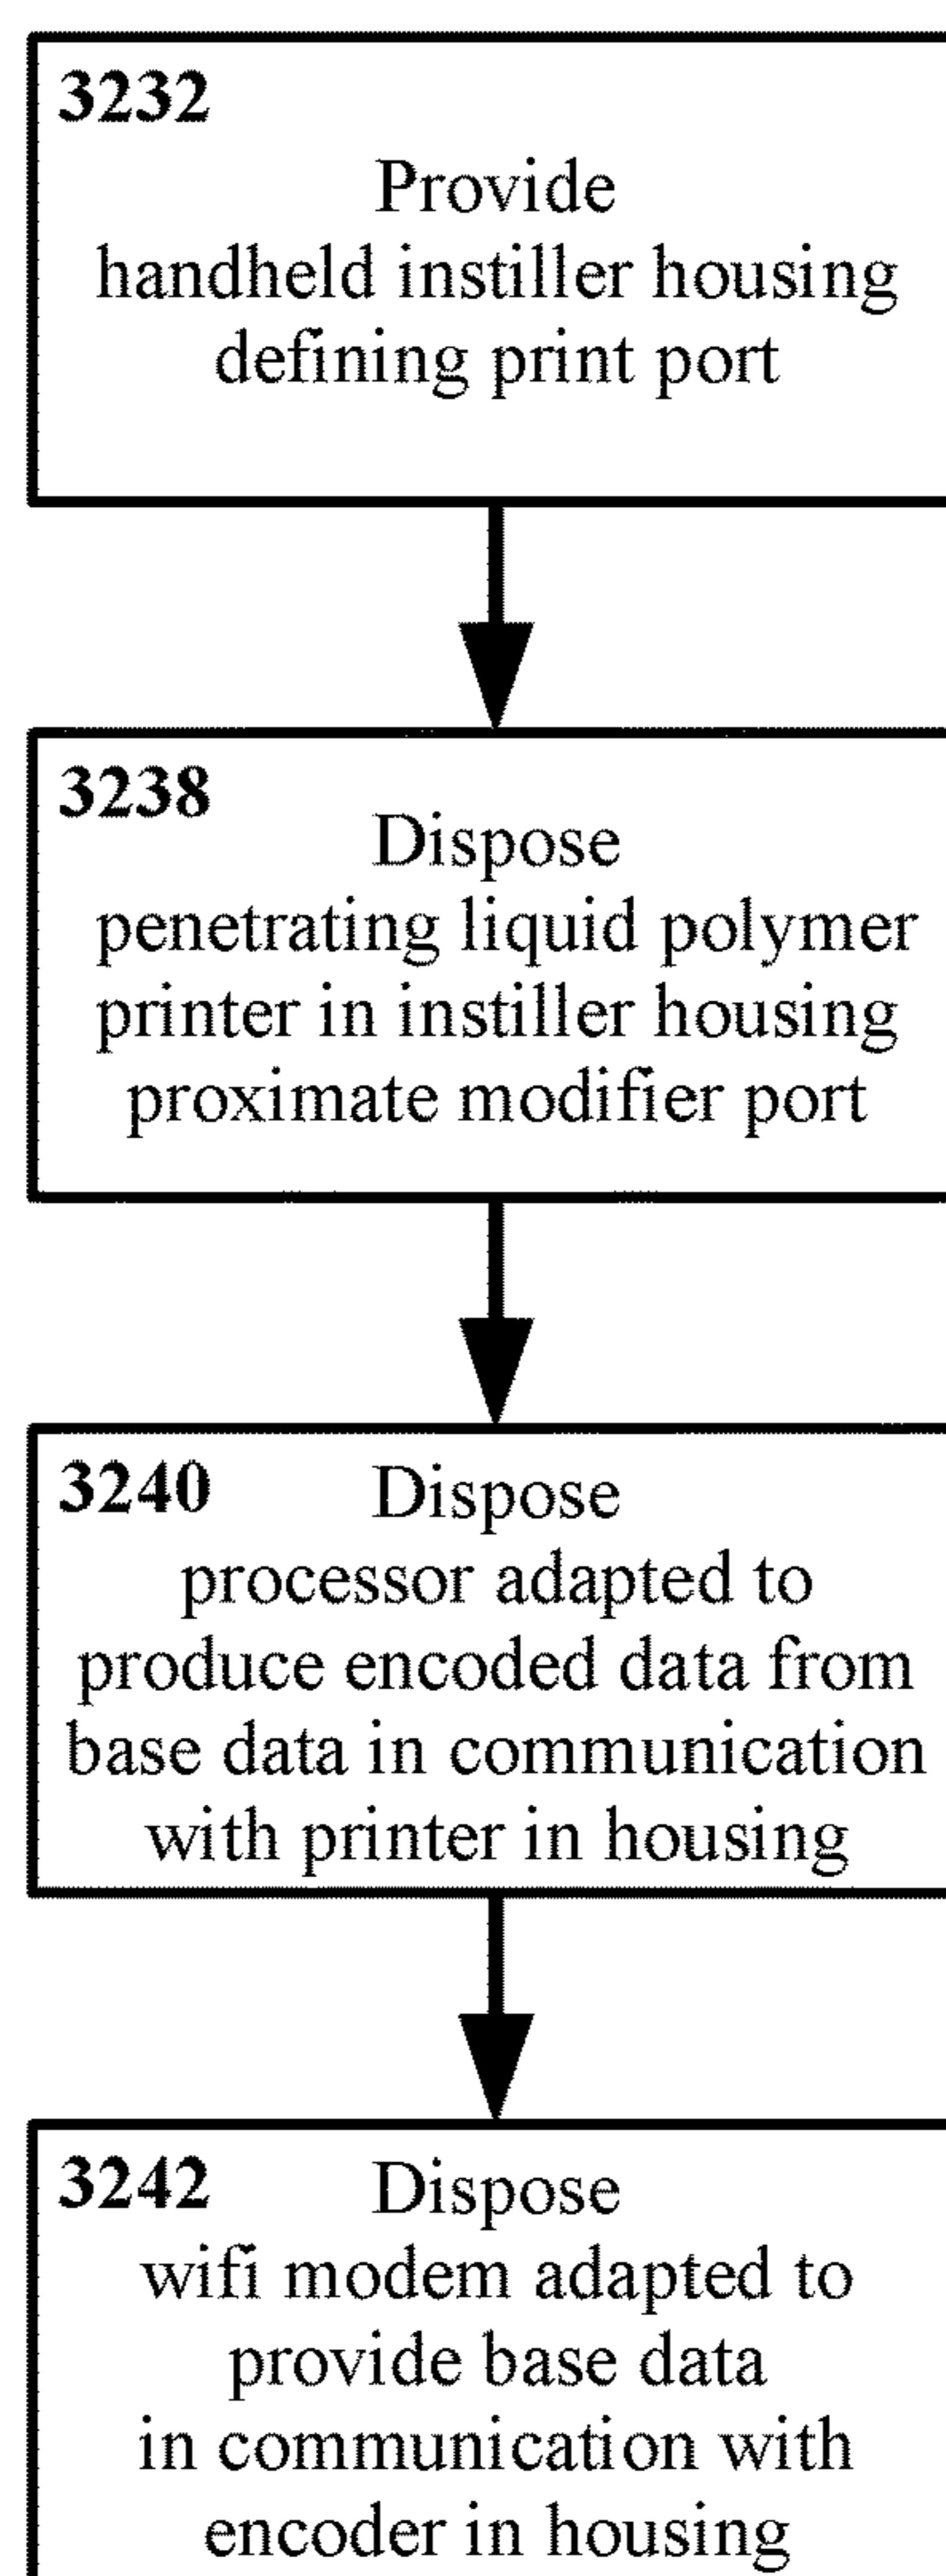 3232
Provide
handheld instiller housing
defining print port
3238
Dispose
penetrating liquid polymer
printer in instiller housing
proximate modifier port
3240 Dispose
processor adapted to
produce encoded data from
base data in communication
with printer in housing
3242 Dispose
wifi modem adapted to
provide base data
in communication with
encoder in housing